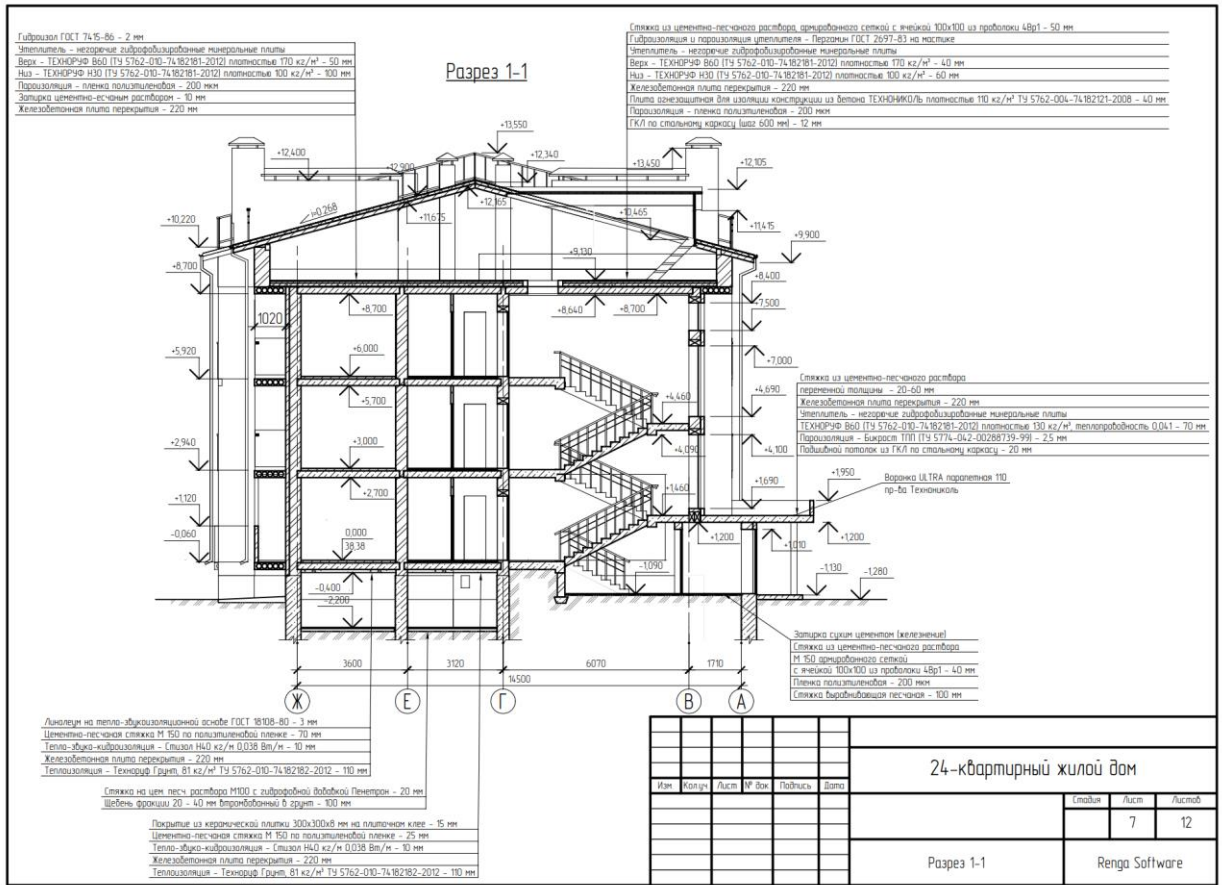 Гидроизол ГОСТ 7415-86 - 2 мм
Утеплитель - негорючие гидрофобизированные минеральные плиты
Верх - ТЕХНОРУФ В60 (ТУ 5762-010-74182181-2012) плотностью 170 кг/м³ - 50 мм
Низ - ТЕХНОРУФ Н30 (ТУ 5762-010-74182181-2012) плотностью 100 кг/м³ - 100 мм
Пароизоляция - пленка полиэтиленовая - 200 мкм
Затирка цементно-есчаным раствором - 10 мм
Железобетонная плита перекрытия - 220 мм
Разрез 1-1
Стяжка из цементно-песчаного раствора, армированного сеткой с ячейкой 100х100 из проволоки 4Вр1 - 50 мм
Гидроизоляция и пароизоляция утеплителя - Пергамин ГОСТ 2697-83 на мастике
Утеплитель - негорючие гидрофобизированные минеральные плиты
Верх - ТЕХНОРУФ В60 (ТУ 5762-010-74182181-2012) плотностью 170 кг/м³ - 40 мм
Низ - ТЕХНОРУФ Н30 (ТУ 5762-010-74182181-2012) плотностью 100 кг/м³ - 60 мм
Железобетонная плита перекрытия - 220 мм
Плита огнезащитная для изоляции конструкции из бетона ТЕХНОНИКОЛЬ плотностью 110 кг/м³ ТУ 5762-004-74182121-2008 - 40 мм
Пароизоляция - пленка полиэтиленовая - 200 мкм
ГКЛ по стальному каркасу (шаг 600 мм) - 12 мм
+13,550
+12,400
+12,900
+12,340
+13,450
+12,105
i=0.268
+12,165
+11,675
+10,465
+11,415
+10,220
+9,900
+9,130
+8,700
+8,400
+8,700
+8,640
+8,700
+7,500
1020
+7,000
+5,920
+6,000
+5,700
Стяжка из цементно-песчаного раствора
переменной толщины - 20-60 мм
Железобетонная плита перекрытия - 220 мм
Утеплитель - негорючие гидрофобизированные минеральные плиты
ТЕХНОРУФ В60 (ТУ 5762-010-74182181-2012) плотностью 130 кг/м³, теплопроводность 0,041 - 70 мм
Пароизоляция - Бикрост ТПП (ТУ 5774-042-00288739-99) - 2,5 мм
Подшивной потолок из ГКЛ по стальному каркасу - 20 мм
+4,460
+4,690
+4,090
+4,100
+2,940
+3,000
+2,700
+1,460
+1,690
+1,950
Воронка ULTRA парапетная 110
пр-ва Технониколь
+1,120
-0,060
0,000
38,38
+1,200
+1,010
+1,200
-0,400
-1,090
-1,130
-1,280
-2,200
3600
3120
6070
1710
14500
Ж
Е
Г
В
А
Затирка сухим цементом (железнение)
Стяжка из цементно-песчаного раствора
М 150 армированного сеткой
с ячейкой 100х100 из проволоки 4Вр1 - 40 мм
Пленка полиэтиленовая - 200 мкм
Стяжка выравнивающая песчаная - 100 мм
Линолеум на тепло-звукоизоляционной основе ГОСТ 18108-80 - 3 мм
Цементно-песчаная стяжка М 150 по полиэтиленовой пленке - 70 мм
Тепло-звуко-гидроизоляция - Стизол Н40 кг/м 0,038 Вт/м - 10 мм
Железобетонная плита перекрытия - 220 мм
Теплоизоляция - Техноруф Грунт, 81 кг/м³ ТУ 5762-010-74182182-2012 - 110 мм
Стяжка на цем. песч. раствора М100 с гидрофобной добавкой Пенетрон - 20 мм
Щебень фракции 20 - 40 мм втромбованный в грунт - 100 мм
Покрытие из керамической плитки 300х300х8 мм на плиточном клее - 15 мм
Цементно-песчаная стяжка М 150 по полиэтиленовой пленке - 25 мм
Тепло-звуко-гидроизоляция - Стизол Н40 кг/м 0,038 Вт/м - 10 мм
Железобетонная плита перекрытия - 220 мм
Теплоизоляция - Техноруф Грунт, 81 кг/м³ ТУ 5762-010-74182182-2012 - 110 мм
Изм Кол.уч Лист № док Подпись Дата
24-квартирный жилой дом
Стадия Лист Листов
7 12
Разрез 1-1
Renga Software